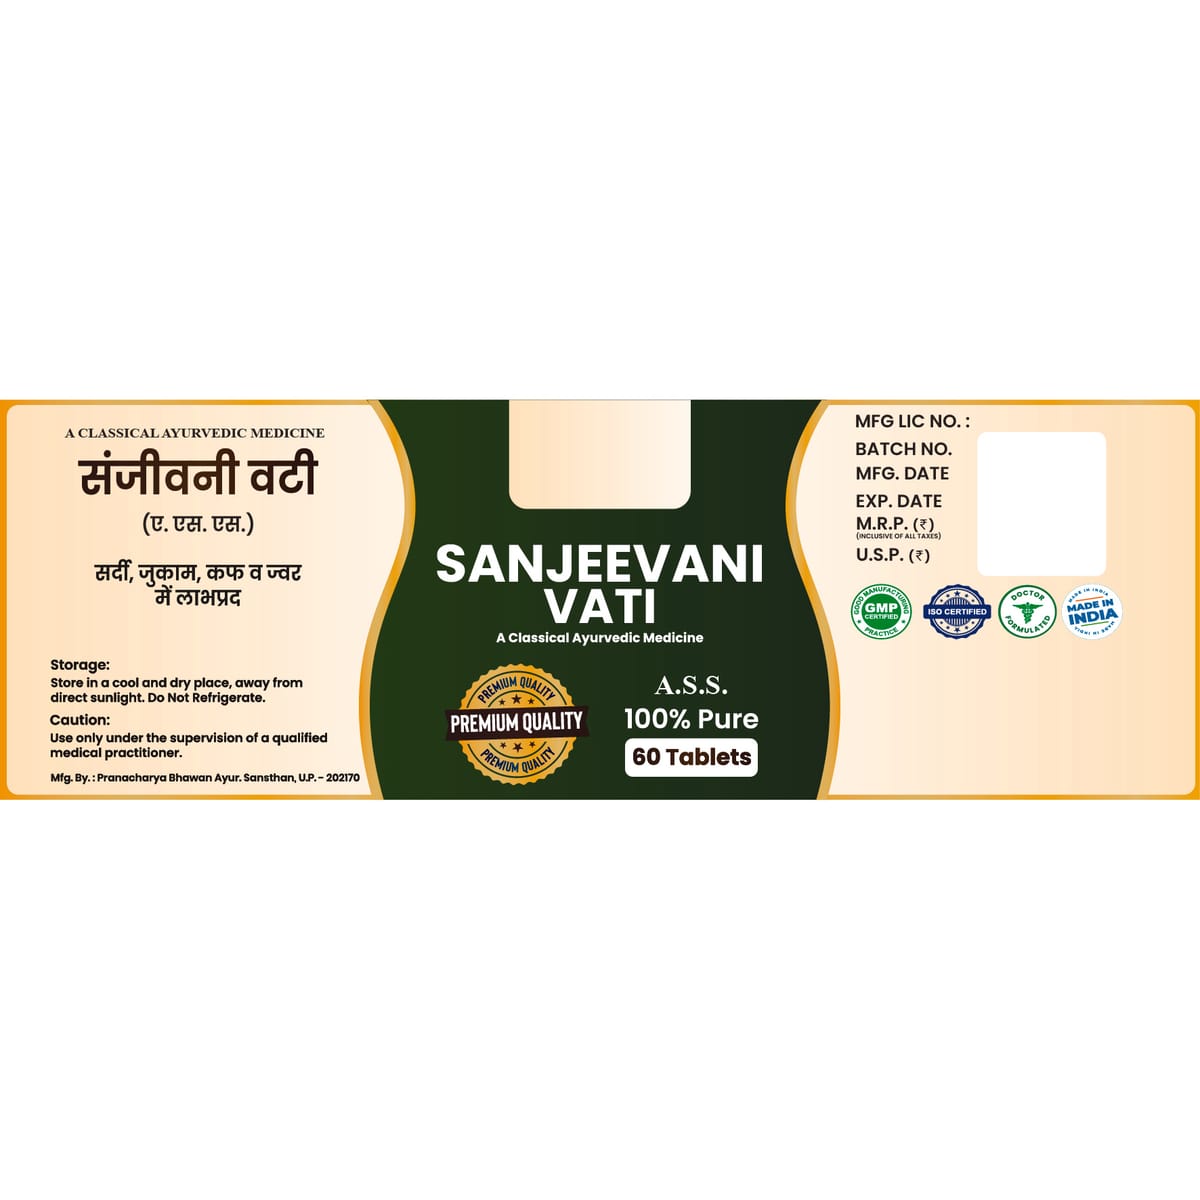 A CLASSICAL AYURVEDIC MEDICINE
संजीवनी वटी
(ए. एस. एस.)
सर्दी, जुकाम, कफ व ज्वर
में लाभप्रद
Storage:
Store in a cool and dry place, away from
direct sunlight. Do Not Refrigerate.
Caution:
Use only under the supervision of a qualified
medical practitioner.
Mfg. By. : Pranacharya Bhawan Ayur. Sansthan, U.P. - 202170
SANJEEVANI
VATI
A Classical Ayurvedic Medicine
PREMIUM QUALITY
PREMIUM QUALITY
PREMIUM QUALITY
A.S.S.
100% Pure
60 Tablets
MFG LIC NO. :
BATCH NO.
MFG. DATE
EXP. DATE
M.R.P. (₹)
(INCLUSIVE OF ALL TAXES)
U.S.P. (₹)
GOOD MANUFACTURING
GMP
CERTIFIED
PRACTICE
ISO CERTIFIED
DOCTOR
FORMULATED
MADE IN INDIA
MADE IN
INDIA
MADE IN INDIA